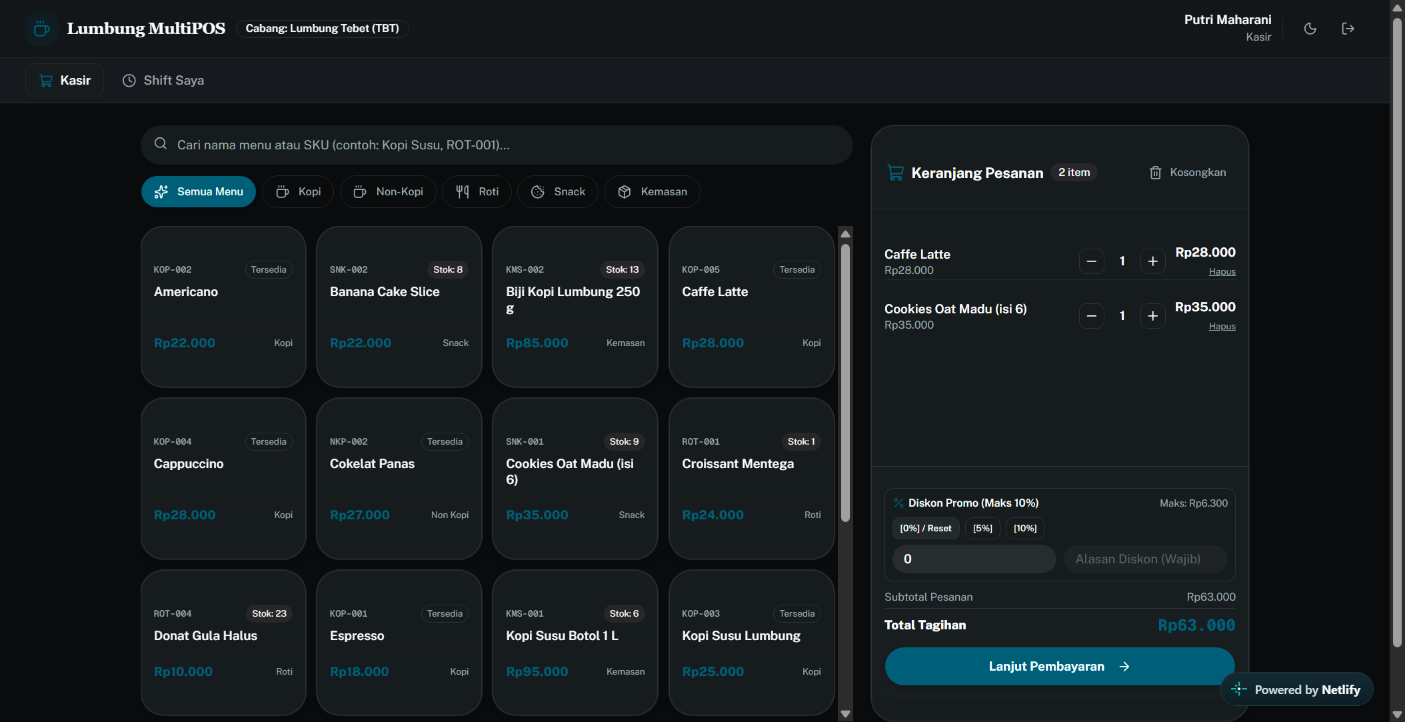 Lumbung MultiPOS
Cabang: Lumbung Tebet (TBT)
Putri Maharani
Kasir
Kasir
Shift Saya
Cari nama menu atau SKU (contoh: Kopi Susu, ROT-001)...
Semua Menu
Kopi
Non-Kopi
Roti
Snack
Kemasan
KOP-002 Tersedia
Americano
Rp22.000 Kopi
SNK-002 Stok: 8
Banana Cake Slice
Rp22.000 Snack
KMS-002 Stok: 13
Biji Kopi Lumbung 250
g
Rp85.000 Kemasan
KOP-005 Tersedia
Caffe Latte
Rp28.000 Kopi
KOP-004 Tersedia
Cappuccino
Rp28.000 Kopi
NKP-002 Tersedia
Cokelat Panas
Rp27.000 Non Kopi
SNK-001 Stok: 9
Cookies Oat Madu (isi
6)
Rp35.000 Snack
ROT-001 Stok: 1
Croissant Mentega
Rp24.000 Roti
ROT-004 Stok: 23
Donat Gula Halus
Rp10.000 Roti
KOP-001 Tersedia
Espresso
Rp18.000 Kopi
KMS-001 Stok: 6
Kopi Susu Botol 1 L
Rp95.000 Kemasan
KOP-003 Tersedia
Kopi Susu Lumbung
Rp25.000 Kopi
Keranjang Pesanan 2 item
Kosongkan
Caffe Latte
Rp28.000
− 1 +
Rp28.000
Hapus
Cookies Oat Madu (isi 6)
Rp35.000
− 1 +
Rp35.000
Hapus
Diskon Promo (Maks 10%) Maks: Rp6.300
[0%] / Reset [5%] [10%]
0 Alasan Diskon (Wajib)
Subtotal Pesanan Rp63.000
Total Tagihan Rp63.000
Lanjut Pembayaran →
Powered by Netlify